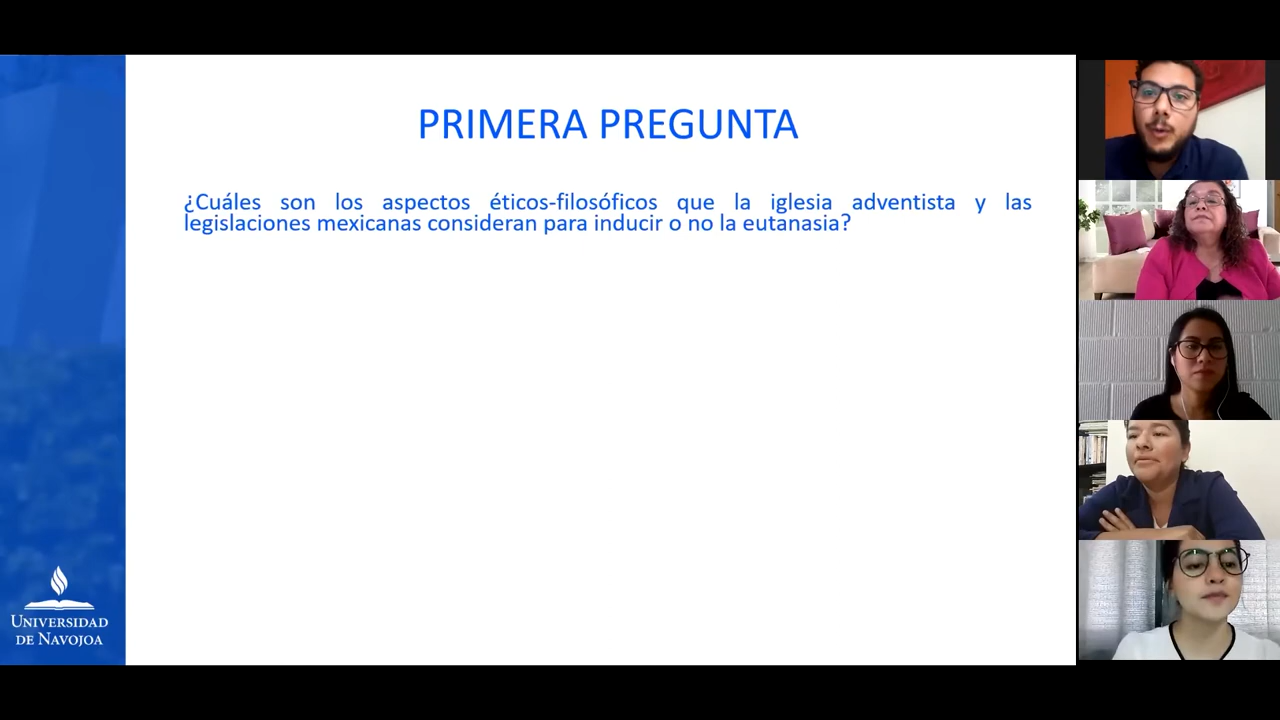 PRIMERA PREGUNTA
¿Cuáles son los aspectos éticos-filosóficos que la iglesia adventista y las
legislaciones mexicanas consideran para inducir o no la eutanasia?
UNIVERSIDAD
DE NAVOJOA